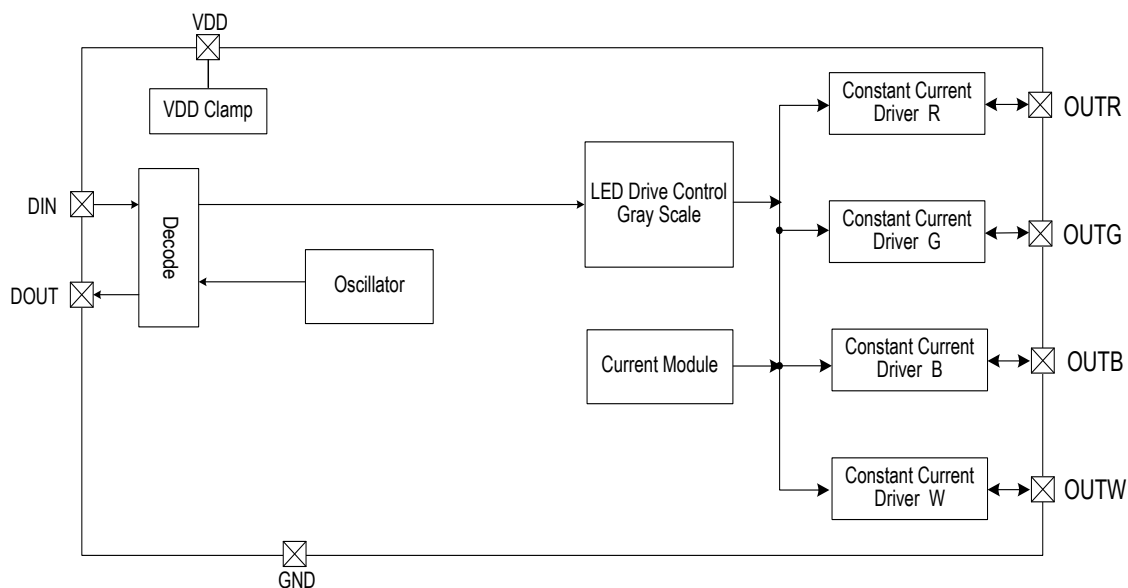 VDD
VDD Clamp
DIN
DOUT
Decode
Oscillator
LED Drive Control
Gray Scale
Current Module
Constant Current
Driver R
OUTR
Constant Current
Driver G
OUTG
Constant Current
Driver B
OUTB
Constant Current
Driver W
OUTW
GND